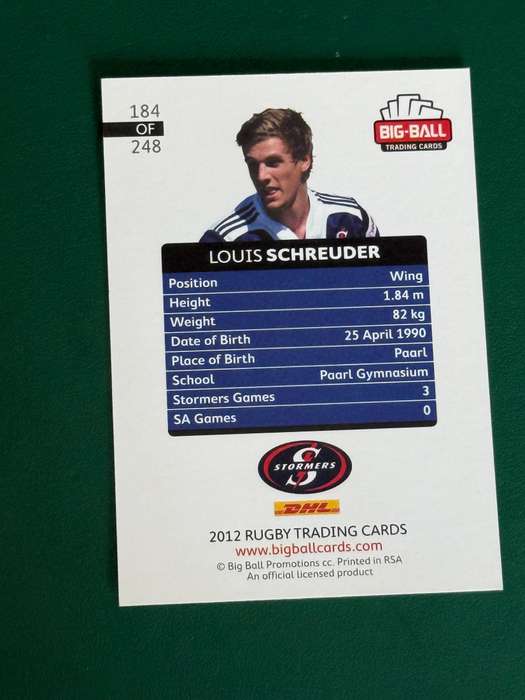 184
OF
248
BIG-BALL
TRADING CARDS
LOUIS SCHREUDER
Position Wing
Height 1.84 m
Weight 82 kg
Date of Birth 25 April 1990
Place of Birth Paarl
School Paarl Gymnasium
Stormers Games 3
SA Games 0
STORMERS
DHL
2012 RUGBY TRADING CARDS
www.bigballcards.com
© Big Ball Promotions cc. Printed in RSA
An official licensed product